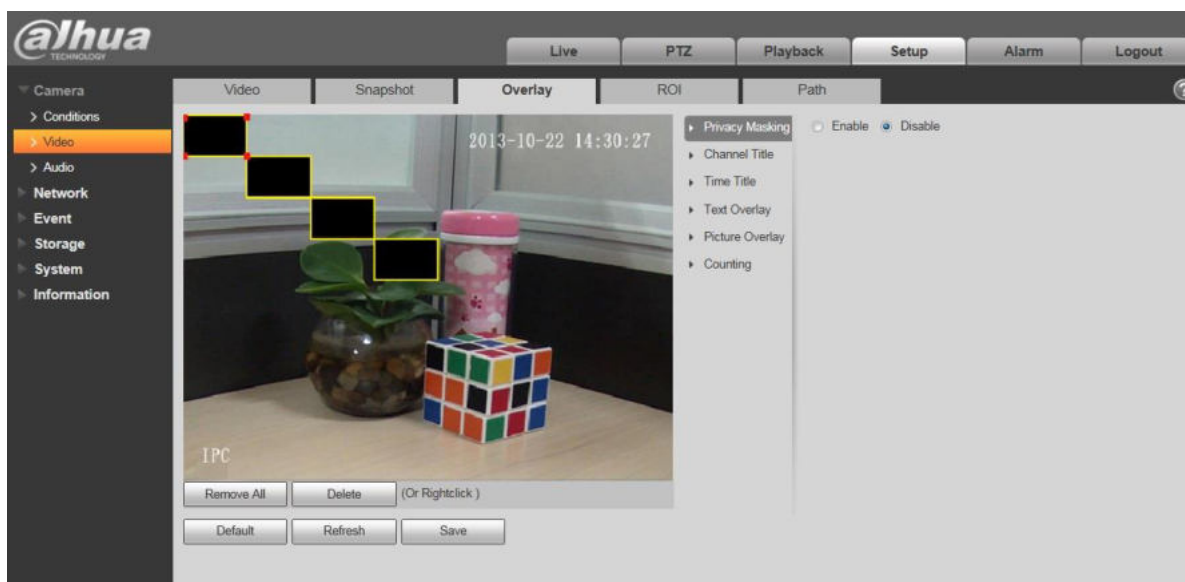 alhua
TECHNOLOGY
Live PTZ Playback Setup Alarm Logout
Camera
Conditions
Video
Audio
Network
Event
Storage
System
Information
Video Snapshot Overlay ROI Path
?
2013-10-22 14:30:27
IPC
Privacy Masking
Channel Title
Time Title
Text Overlay
Picture Overlay
Counting
Enable Disable
Remove All Delete (Or Rightclick )
Default Refresh Save